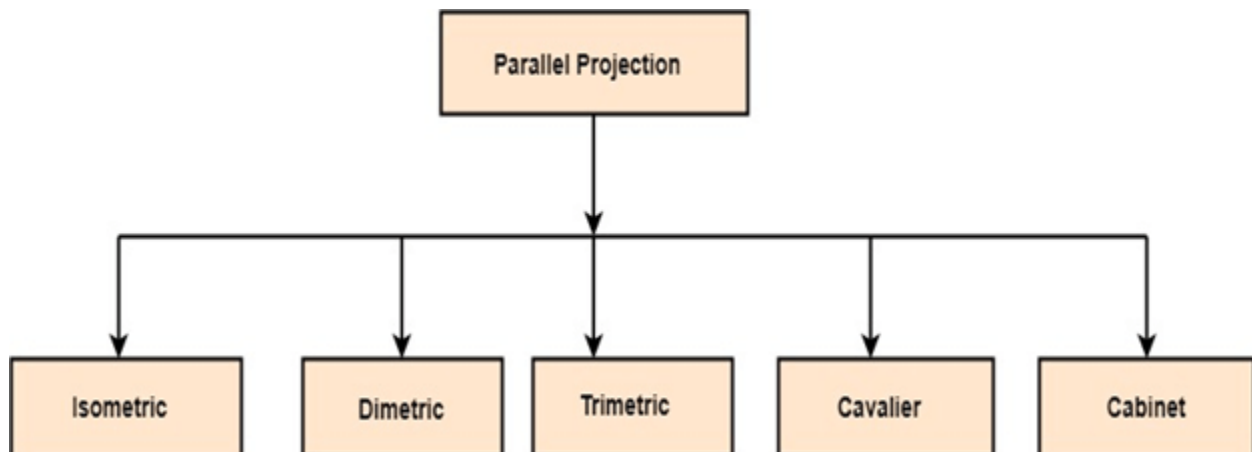 Parallel Projection
Isometric
Dimetric
Trimetric
Cavalier
Cabinet